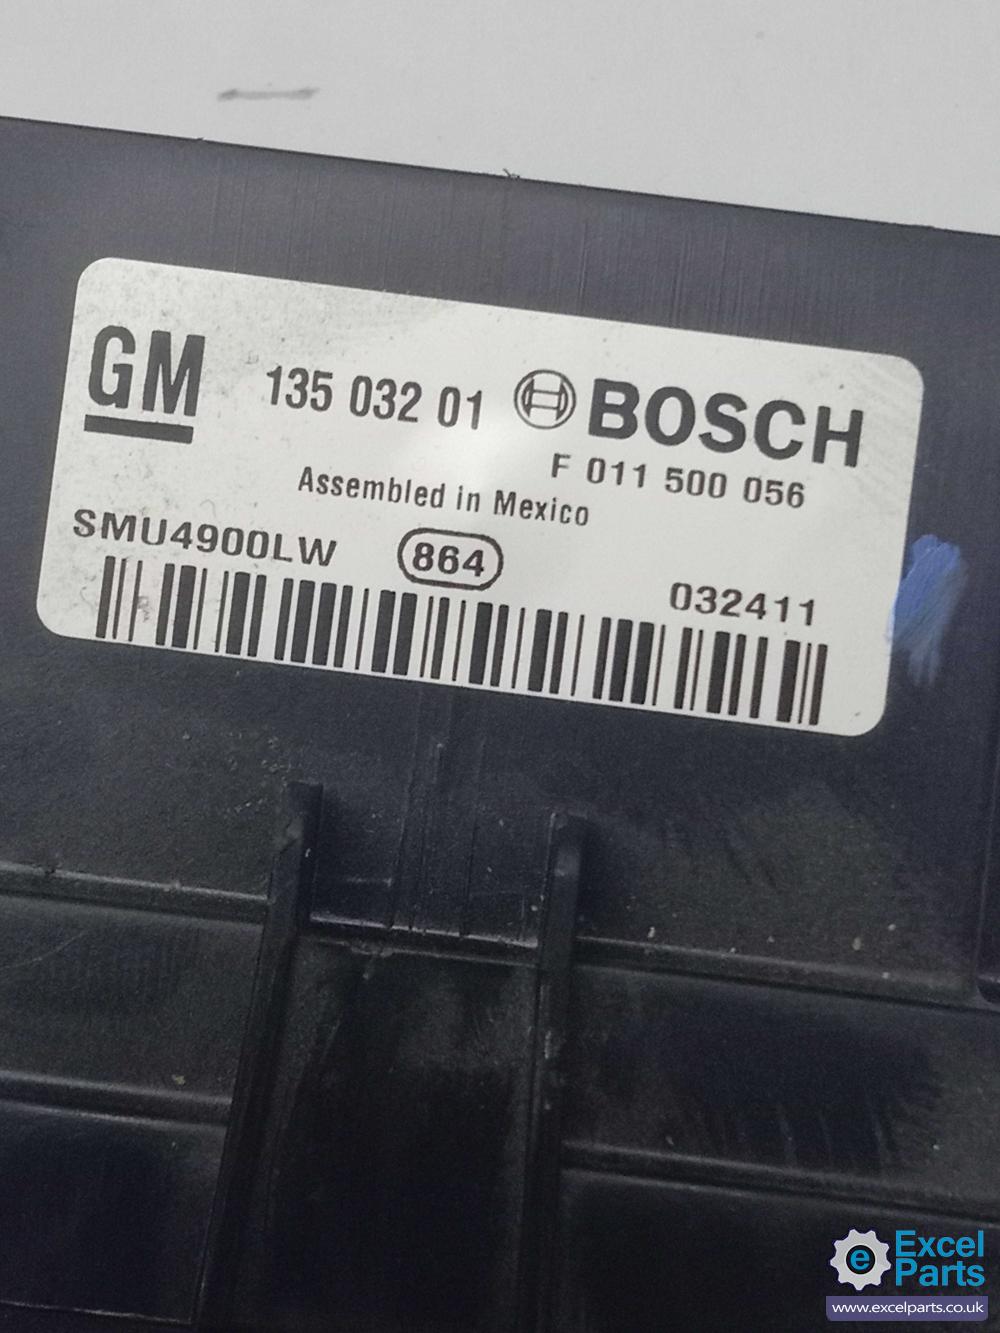 GM 135 032 01 BOSCH
F 011 500 056
Assembled in Mexico
SMU4900LW 864 032411
e Excel Parts
www.excelparts.co.uk